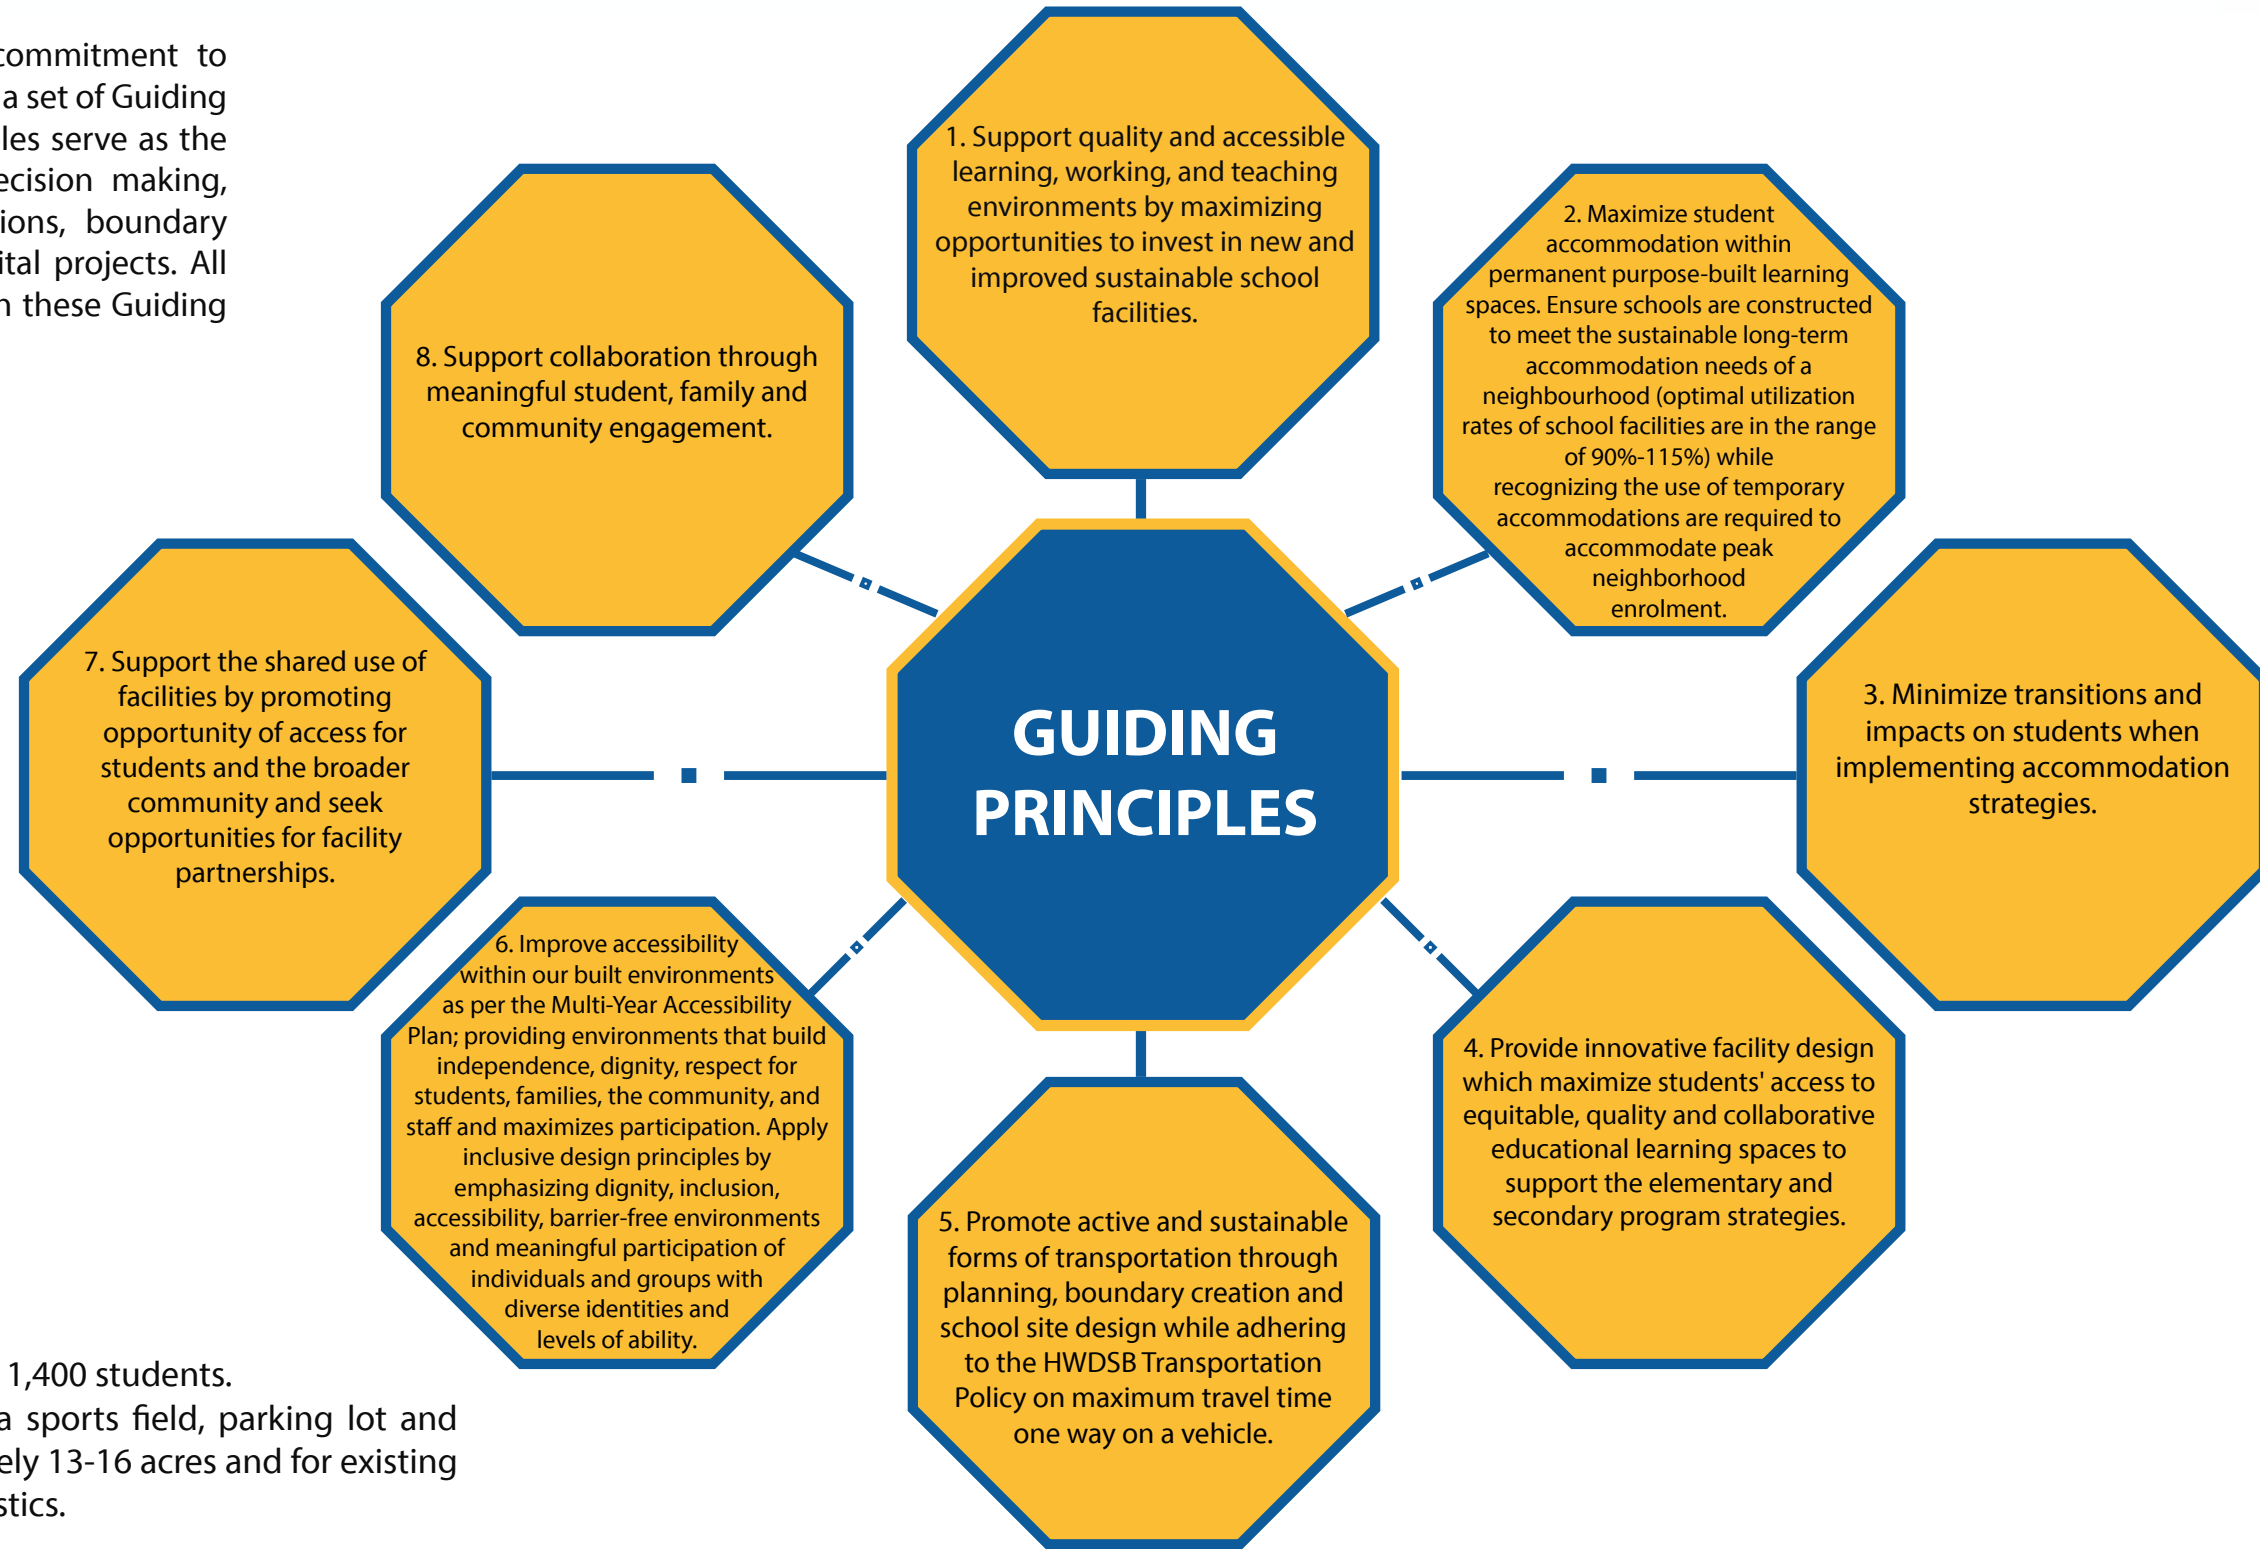 commitment to
a set of Guiding
les serve as the
ecision making,
ions, boundary
ital projects. All
n these Guiding
1. Support quality and accessible
learning, working, and teaching
environments by maximizing
opportunities to invest in new and
improved sustainable school
facilities.
2. Maximize student
accommodation within
permanent purpose-built learning
spaces. Ensure schools are constructed
to meet the sustainable long-term
accommodation needs of a
neighbourhood (optimal utilization
rates of school facilities are in the range
of 90%-115%) while
recognizing the use of temporary
accommodations are required to
accommodate peak
neighborhood
enrolment.
3. Minimize transitions and
impacts on students when
implementing accommodation
strategies.
4. Provide innovative facility design
which maximize students' access to
equitable, quality and collaborative
educational learning spaces to
support the elementary and
secondary program strategies.
5. Promote active and sustainable
forms of transportation through
planning, boundary creation and
school site design while adhering
to the HWDSB Transportation
Policy on maximum travel time
one way on a vehicle.
6. Improve accessibility
within our built environments
as per the Multi-Year Accessibility
Plan; providing environments that build
independence, dignity, respect for
students, families, the community, and
staff and maximizes participation. Apply
inclusive design principles by
emphasizing dignity, inclusion,
accessibility, barrier-free environments
and meaningful participation of
individuals and groups with
diverse identities and
levels of ability.
7. Support the shared use of
facilities by promoting
opportunity of access for
students and the broader
community and seek
opportunities for facility
partnerships.
8. Support collaboration through
meaningful student, family and
community engagement.
GUIDING
PRINCIPLES
1,400 students.
a sports field, parking lot and
ely 13-16 acres and for existing
stics.